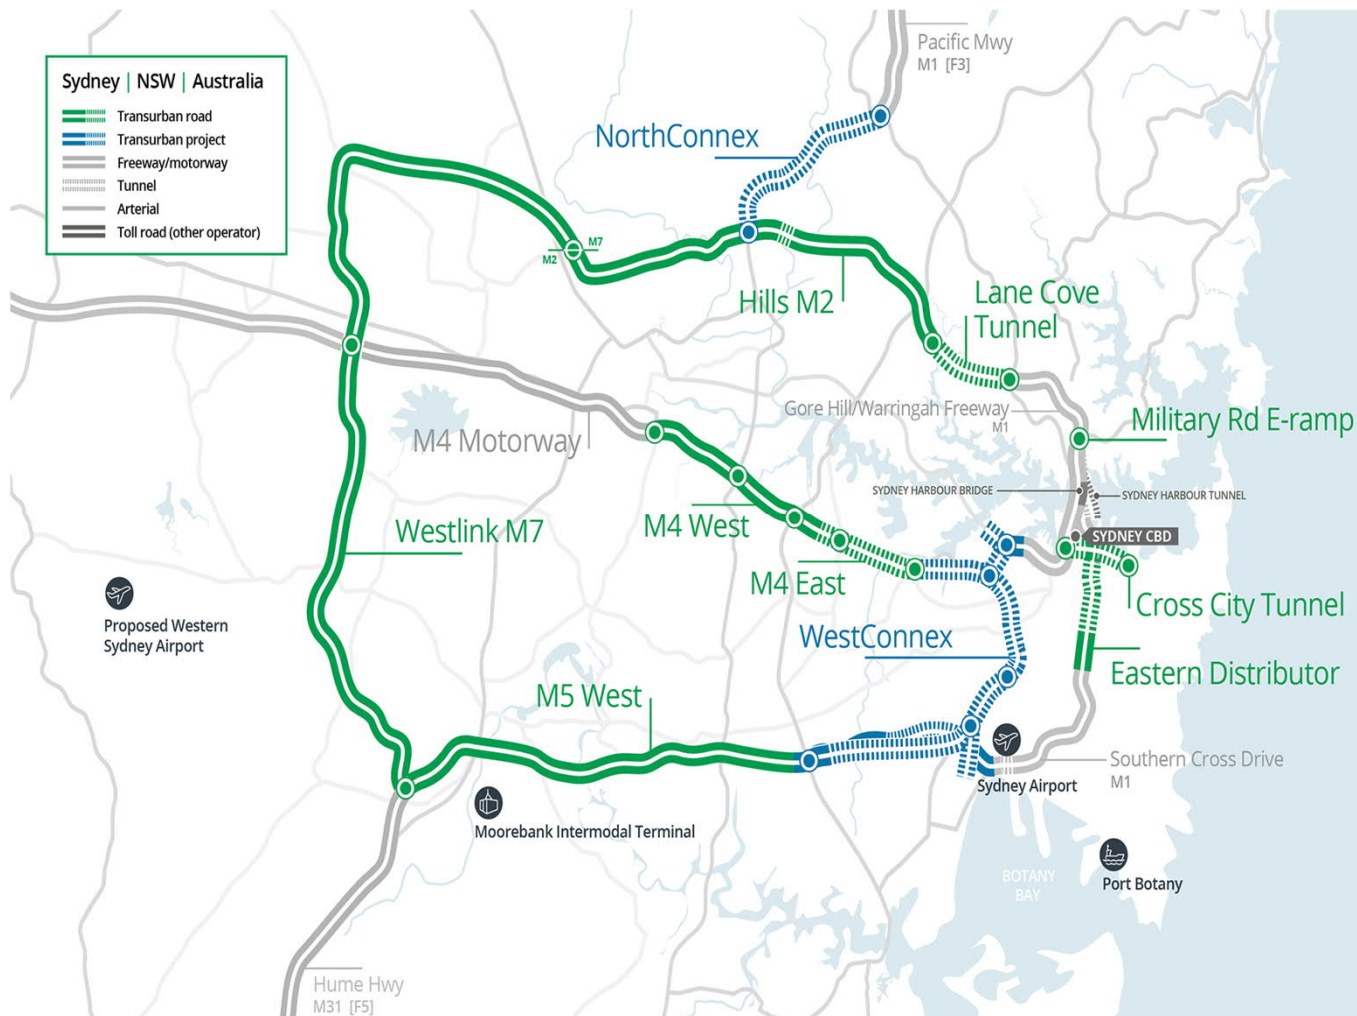 Sydney | NSW | Australia
Transurban road
Transurban project
Freeway/motorway
Tunnel
Arterial
Toll road (other operator)
Pacific Mwy
M1 [F3]
NorthConnex
M7
M2
Hills M2
Lane Cove
Tunnel
Gore Hill/Warringah Freeway
M1
Military Rd E-ramp
M4 Motorway
SYDNEY HARBOUR BRIDGE
SYDNEY HARBOUR TUNNEL
M4 West
Westlink M7
SYDNEY CBD
M4 East
Cross City Tunnel
Proposed Western
Sydney Airport
WestConnex
Eastern Distributor
M5 West
Southern Cross Drive
M1
Sydney Airport
Moorebank Intermodal Terminal
BOTANY
BAY
Port Botany
Hume Hwy
M31 [F5]